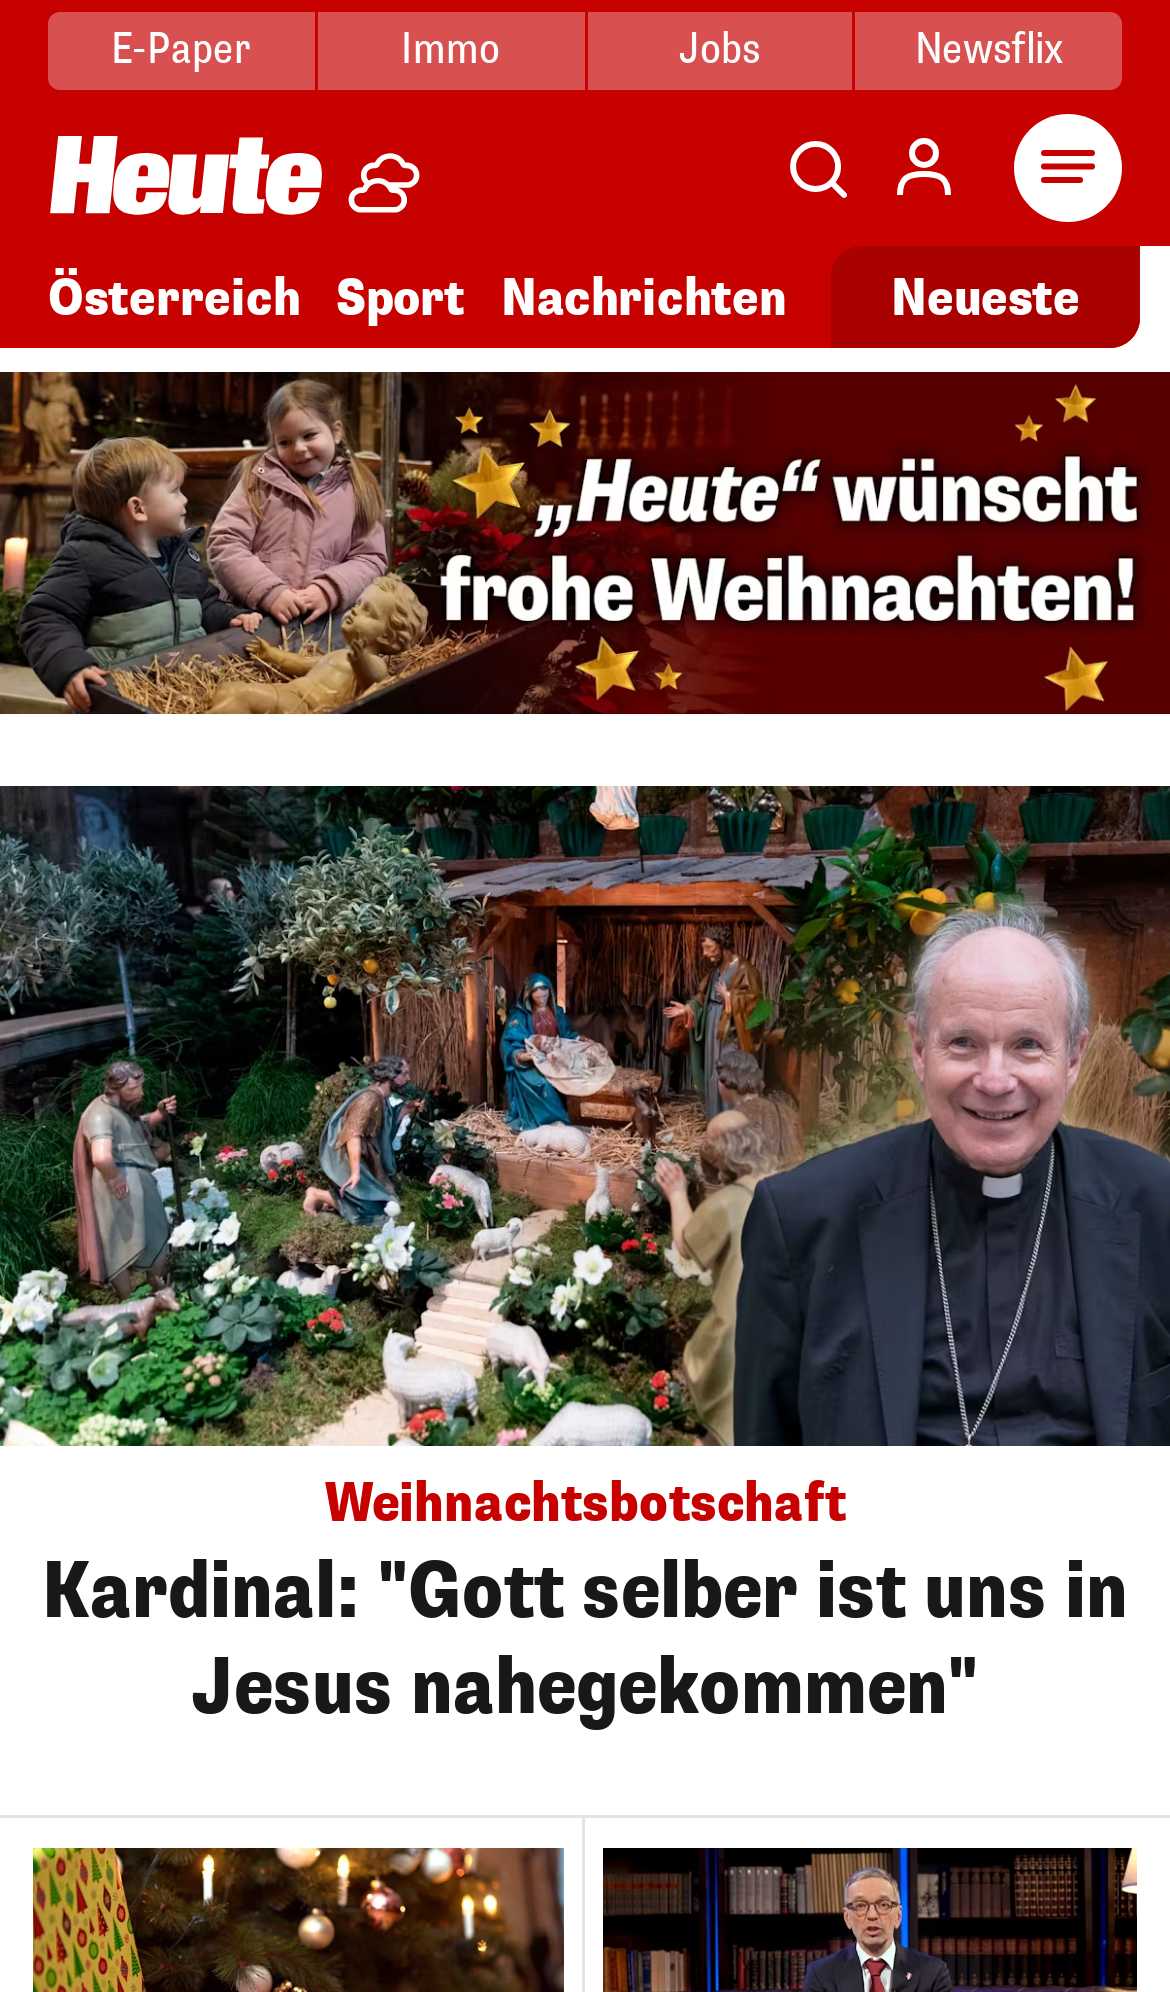 E-Paper
Immo
Jobs
Newsflix
Heute
Österreich
Sport
Nachrichten
Neueste
„Heute“ wünscht
frohe Weihnachten!
Weihnachtsbotschaft
Kardinal: "Gott selber ist uns in
Jesus nahegekommen"